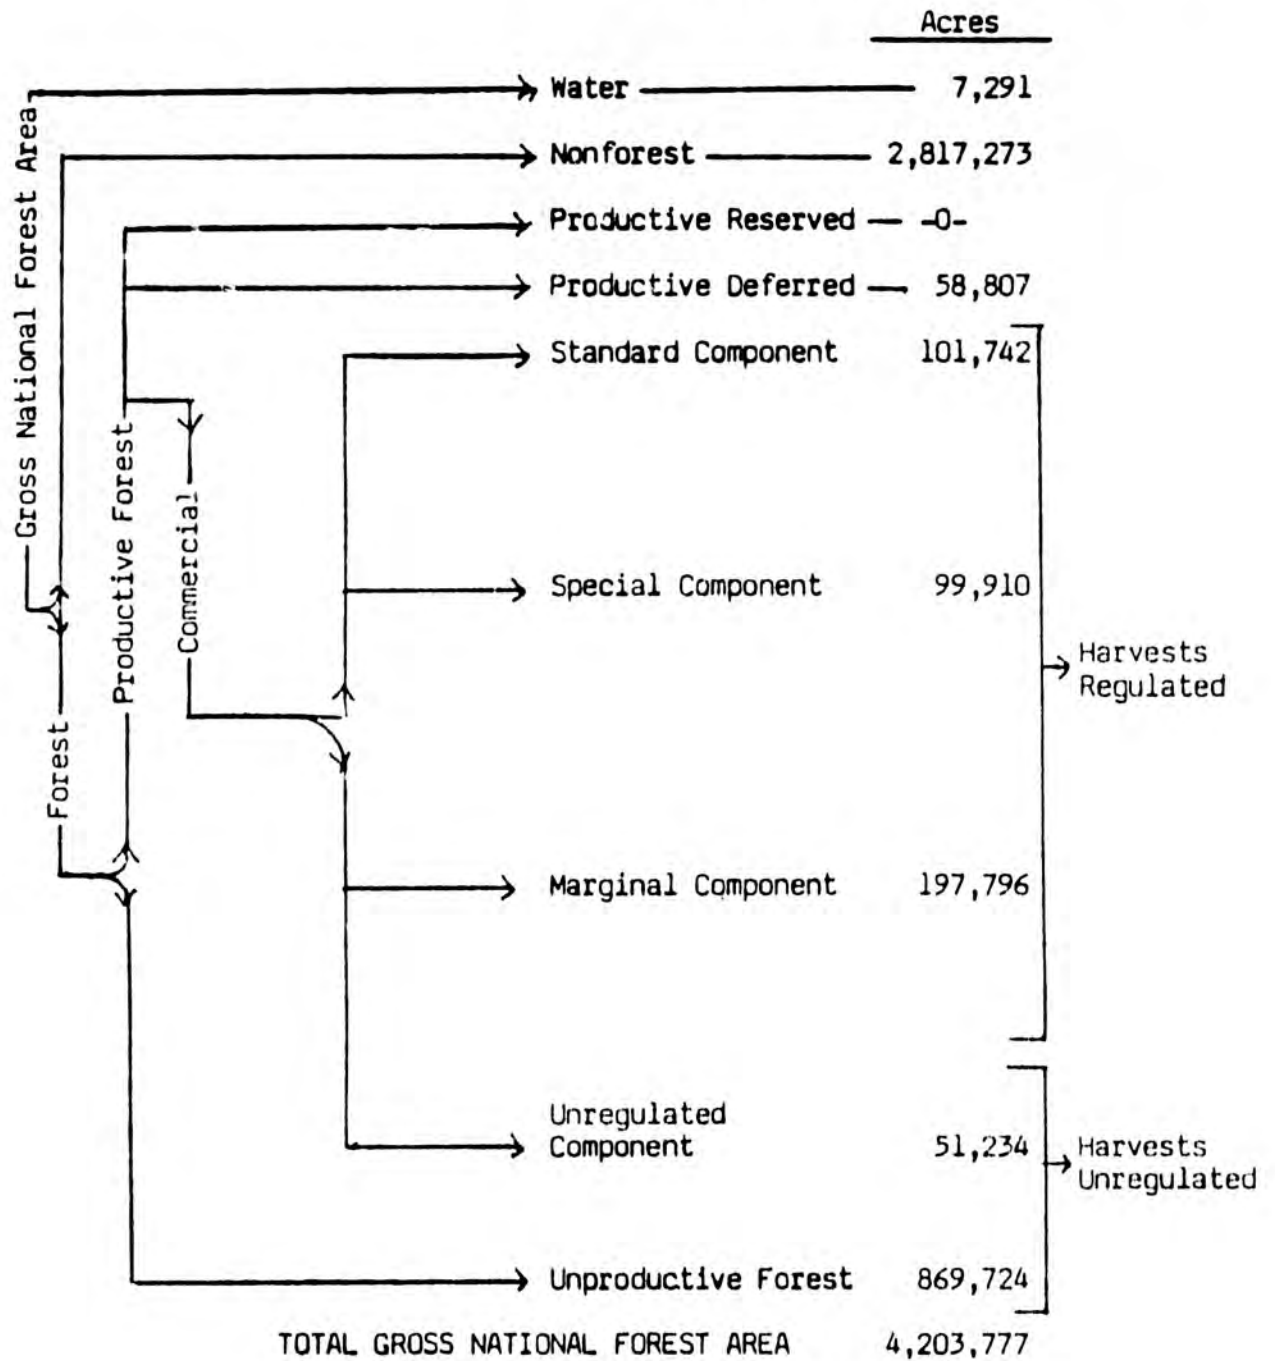 Acres
Water 7,291
Nonforest 2,817,273
Productive Reserved -0-
Productive Deferred 58,807
Standard Component 101,742
Special Component 99,910
Harvests
Regulated
Marginal Component 197,796
Unregulated
Component 51,234
Harvests
Unregulated
Unproductive Forest 869,724
TOTAL GROSS NATIONAL FOREST AREA 4,203,777
Gross National Forest Area
Forest
Productive Forest
Commercial